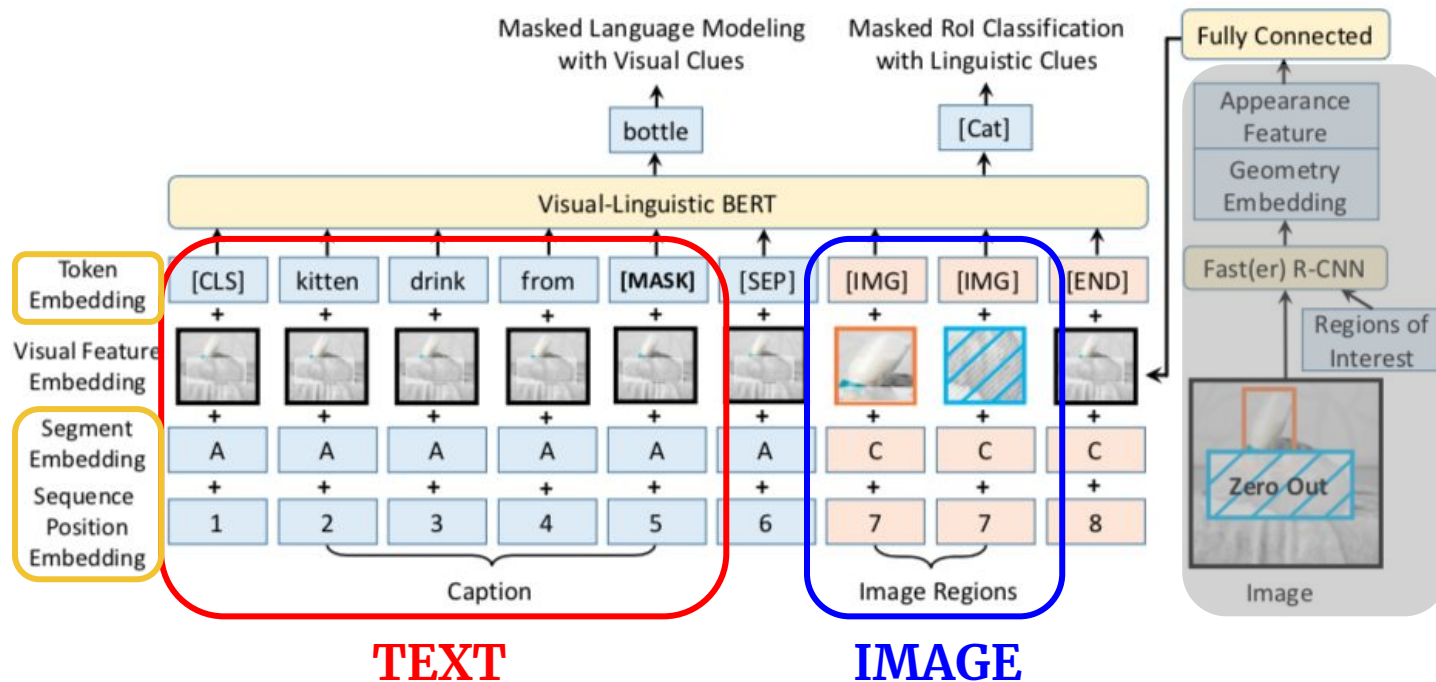 Masked Language Modeling
with Visual Clues
Masked RoI Classification
with Linguistic Clues
Fully Connected
bottle
[Cat]
Appearance
Feature
Geometry
Embedding
Visual-Linguistic BERT
Fast(er) R-CNN
Regions of
Interest
Token
Embedding
[CLS] kitten drink from [MASK] [SEP] [IMG] [IMG] [END]
+ + + + + + + + +
Visual Feature
Embedding
+ + + + + + + + +
Segment
Embedding
A A A A A A C C C
+ + + + + + + + +
Sequence
Position
Embedding
1 2 3 4 5 6 7 7 8
Zero Out
Caption
Image Regions
Image
TEXT
IMAGE